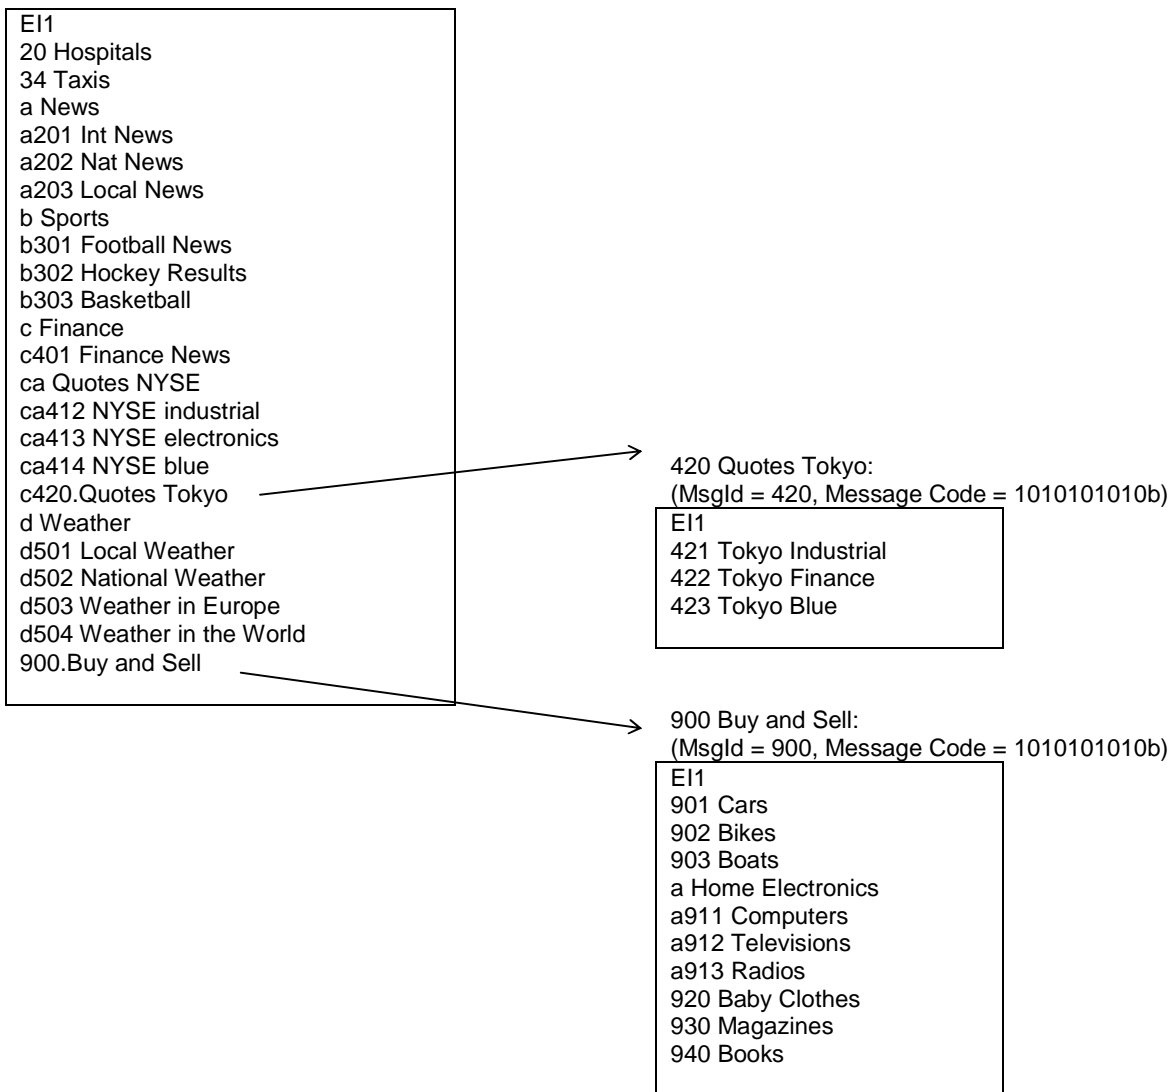 EI1
20 Hospitals
34 Taxis
a News
a201 Int News
a202 Nat News
a203 Local News
b Sports
b301 Football News
b302 Hockey Results
b303 Basketball
c Finance
c401 Finance News
ca Quotes NYSE
ca412 NYSE industrial
ca413 NYSE electronics
ca414 NYSE blue
c420.Quotes Tokyo
d Weather
d501 Local Weather
d502 National Weather
d503 Weather in Europe
d504 Weather in the World
900.Buy and Sell
420 Quotes Tokyo:
(MsgId = 420, Message Code = 1010101010b)
EI1
421 Tokyo Industrial
422 Tokyo Finance
423 Tokyo Blue
900 Buy and Sell:
(MsgId = 900, Message Code = 1010101010b)
EI1
901 Cars
902 Bikes
903 Boats
a Home Electronics
a911 Computers
a912 Televisions
a913 Radios
920 Baby Clothes
930 Magazines
940 Books